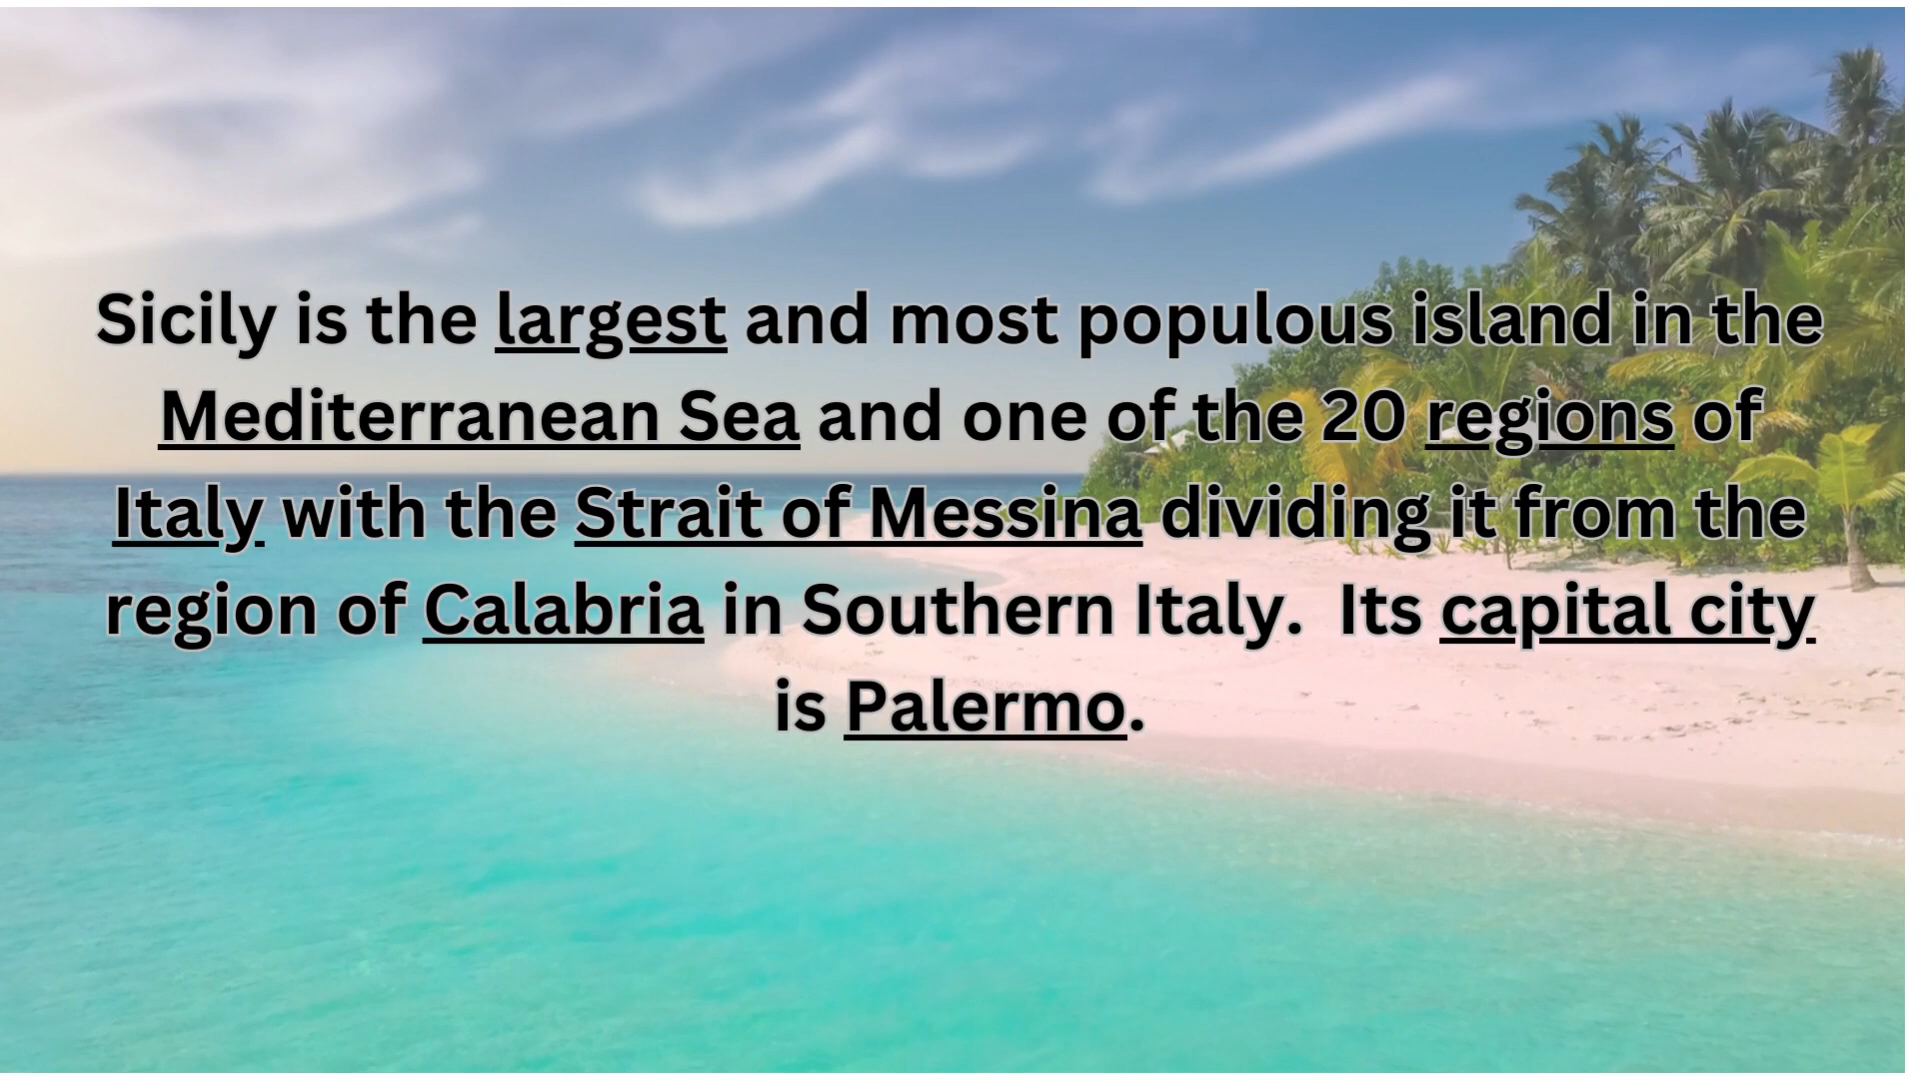 Sicily is the largest and most populous island in the
Mediterranean Sea and one of the 20 regions of
Italy with the Strait of Messina dividing it from the
region of Calabria in Southern Italy.  Its capital city
is Palermo.